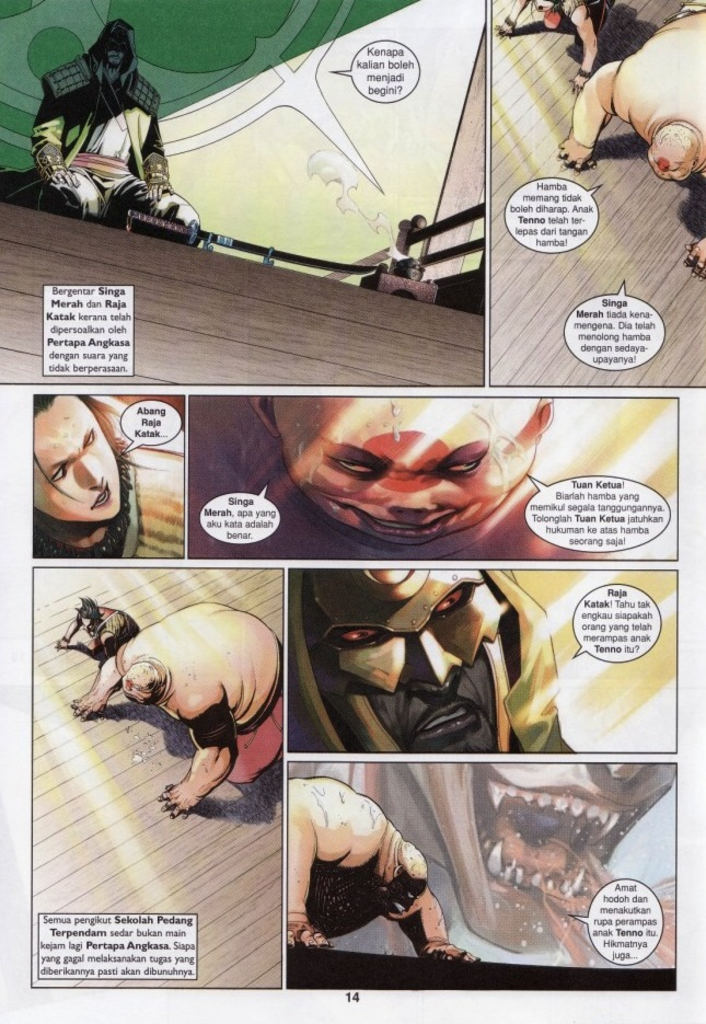 Kenapa
kalian boleh
menjadi
begini?
Bergentar Singa
Merah dan Raja
Katak kerana telah
dipersoalkan oleh
Pertapa Angkasa
dengan suara yang
tidak berperasaan.
Hamba
memang tidak
boleh diharap. Anak
Tenno telah ter-
lepas dari tangan
hamba!
Singa
Merah tiada kena-
mengena. Dia telah
menolong hamba
dengan sedaya-
upayanya!
Abang
Raja
Katak...
Singa
Merah, apa yang
aku kata adalah
benar.
Tuan Ketua!
Biarlah hamba yang
memikul segala tanggungannya.
Tolonglah Tuan Ketua jatuhkan
hukuman ke atas hamba
seorang saja!
Semua pengikut Sekolah Pedang
Terpendam sedar bukan main
kejam lagi Pertapa Angkasa. Siapa
yang gagal melaksanakan tugas yang
diberikannya pasti akan dibunuhnya.
Raja
Katak! Tahu tak
engkau siapakah
orang yang telah
merampas anak
Tenno itu?
Amat
hodoh dan
menakutkan
rupa perampas
anak Tenno itu.
Hikmatnya
juga...
14